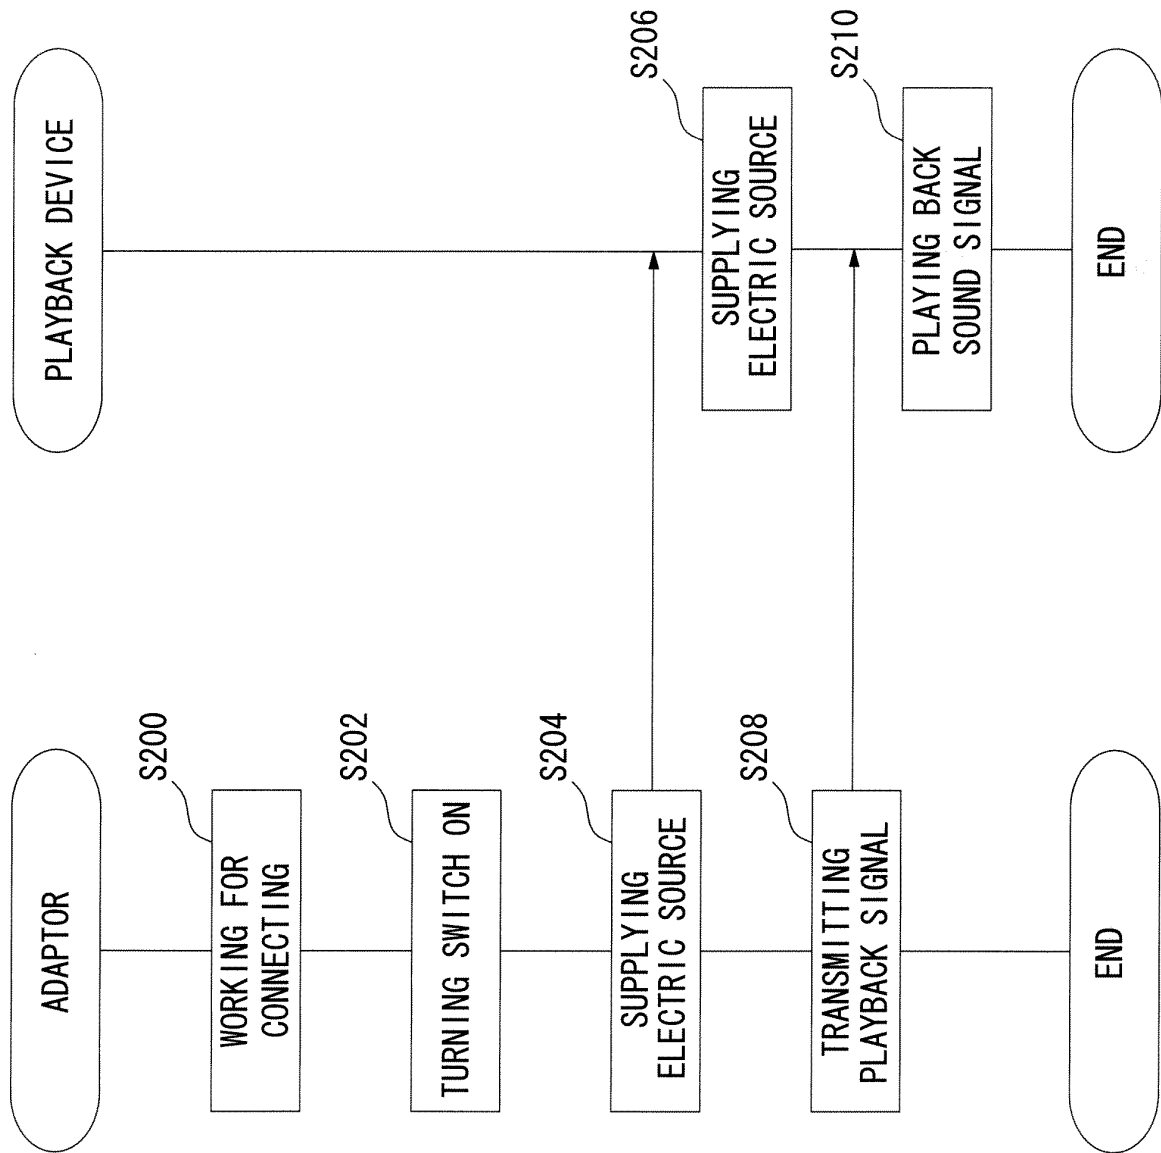 ADAPTOR
S200
WORKING FOR
CONNECTING
S202
TURNING SWITCH ON
S204
SUPPLYING
ELECTRIC SOURCE
S208
TRANSMITTING
PLAYBACK SIGNAL
END
PLAYBACK DEVICE
S206
SUPPLYING
ELECTRIC SOURCE
S210
PLAYING BACK
SOUND SIGNAL
END